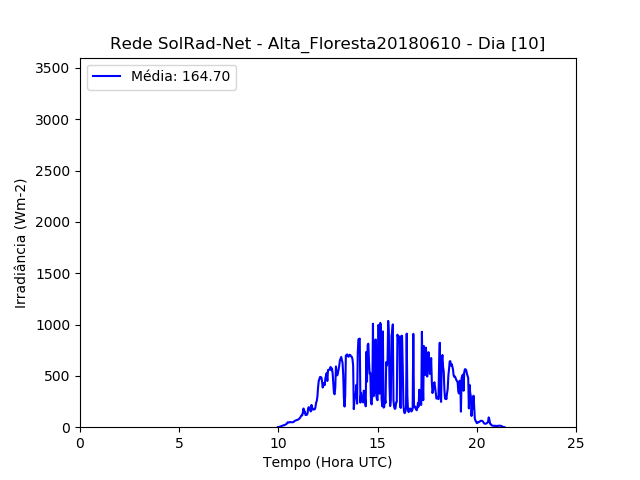 Rede SolRad-Net - Alta_Floresta20180610 - Dia [10]
Média: 164.70
3500
3000
2500
2000
1500
1000
500
0
Irradiância (Wm-2)
0 5 10 15 20 25
Tempo (Hora UTC)